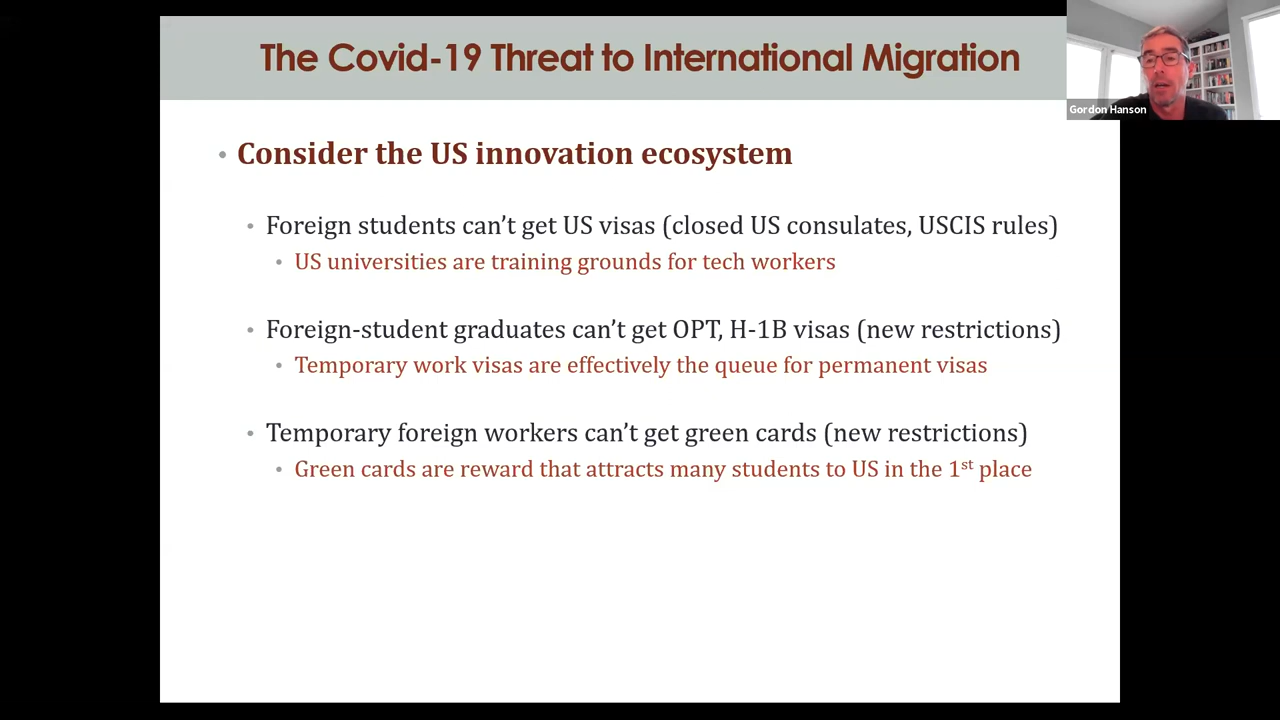 The Covid-19 Threat to International Migration
Gordon Hanson
• Consider the US innovation ecosystem
• Foreign students can’t get US visas (closed US consulates, USCIS rules)
• US universities are training grounds for tech workers
• Foreign-student graduates can’t get OPT, H-1B visas (new restrictions)
• Temporary work visas are effectively the queue for permanent visas
• Temporary foreign workers can’t get green cards (new restrictions)
• Green cards are reward that attracts many students to US in the 1st place